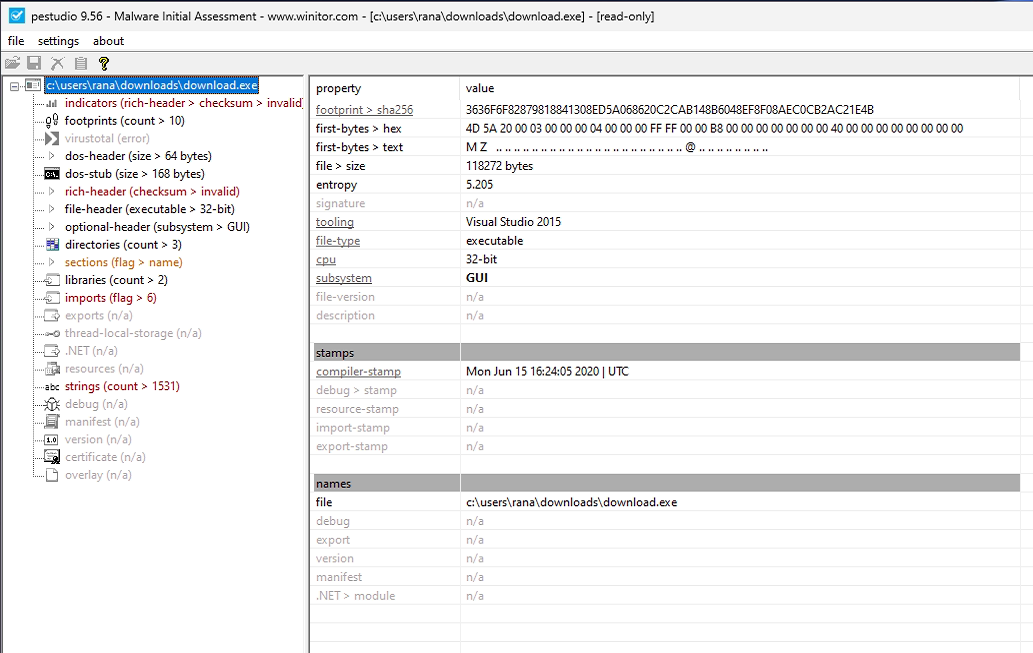 pestudio 9.56 - Malware Initial Assessment - www.winitor.com - [c:\users\rana\downloads\download.exe] - [read-only]
file settings about
c:\users\rana\downloads\download.exe
indicators (rich-header > checksum > invalid)
footprints (count > 10)
virustotal (error)
dos-header (size > 64 bytes)
dos-stub (size > 168 bytes)
rich-header (checksum > invalid)
file-header (executable > 32-bit)
optional-header (subsystem > GUI)
directories (count > 3)
sections (flag > name)
libraries (count > 2)
imports (flag > 6)
exports (n/a)
thread-local-storage (n/a)
.NET (n/a)
resources (n/a)
abc strings (count > 1531)
debug (n/a)
manifest (n/a)
1.0 version (n/a)
certificate (n/a)
overlay (n/a)
property value
footprint > sha256 3636F6F82879818841308ED5A068620C2CAB148B6048EF8F08AEC0CB2AC21E4B
first-bytes > hex 4D 5A 20 00 03 00 00 00 04 00 00 00 FF FF 00 00 B8 00 00 00 00 00 00 00 40 00 00 00 00 00 00 00
first-bytes > text M Z .. .. .. .. .. .. .. .. .. .. .. .. .. .. .. .. .. .. .. .. .. .. @ .. .. .. .. .. .. ..
file > size 118272 bytes
entropy 5.205
signature n/a
tooling Visual Studio 2015
file-type executable
cpu 32-bit
subsystem GUI
file-version n/a
description n/a
stamps
compiler-stamp Mon Jun 15 16:24:05 2020 | UTC
debug > stamp n/a
resource-stamp n/a
import-stamp n/a
export-stamp n/a
names
file c:\users\rana\downloads\download.exe
debug n/a
export n/a
version n/a
manifest n/a
.NET > module n/a